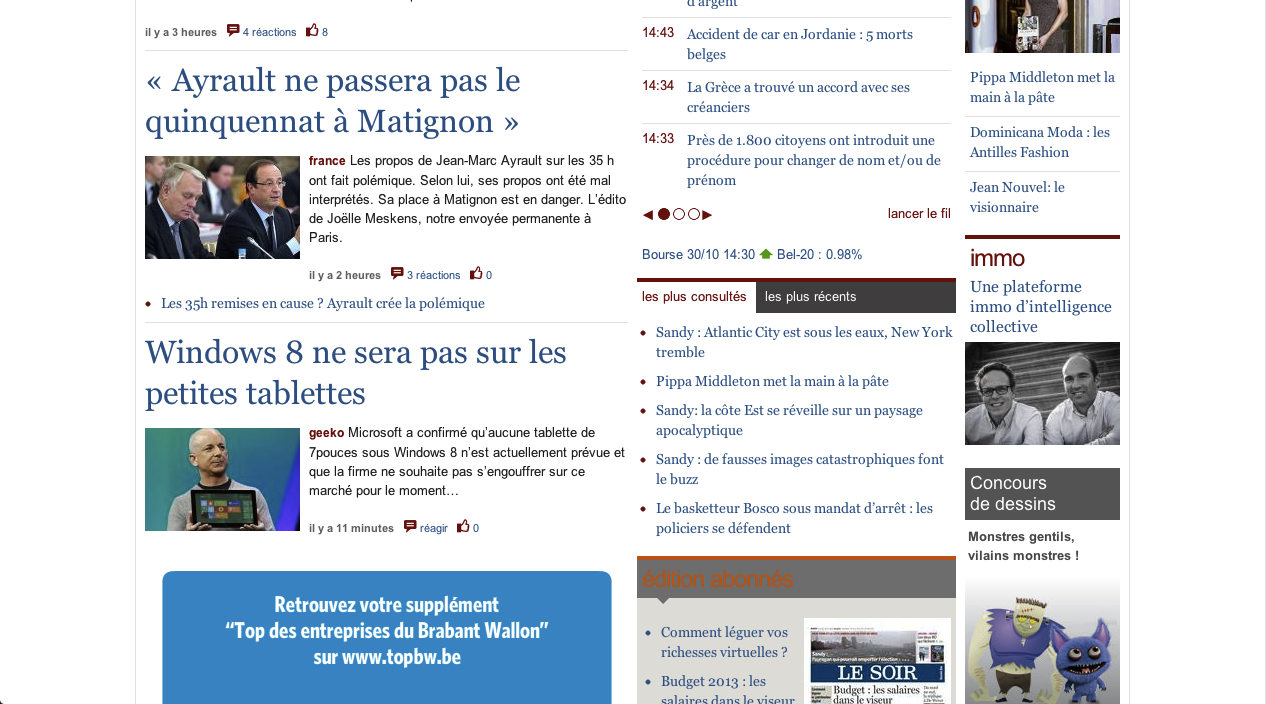 il y a 3 heures 4 réactions 8
« Ayrault ne passera pas le
quinquennat à Matignon »
france Les propos de Jean-Marc Ayrault sur les 35 h
ont fait polémique. Selon lui, ses propos ont été mal
interprétés. Sa place à Matignon est en danger. L’édito
de Joëlle Meskens, notre envoyée permanente à
Paris.
il y a 2 heures 3 réactions 0
Les 35h remises en cause ? Ayrault crée la polémique
Windows 8 ne sera pas sur les
petites tablettes
geeko Microsoft a confirmé qu’aucune tablette de
7pouces sous Windows 8 n’est actuellement prévue et
que la firme ne souhaite pas s’engouffrer sur ce
marché pour le moment…
il y a 11 minutes réagir 0
Retrouvez votre supplément
“Top des entreprises du Brabant Wallon”
sur www.topbw.be
d’argent
14:43 Accident de car en Jordanie : 5 morts
belges
14:34 La Grèce a trouvé un accord avec ses
créanciers
14:33 Près de 1.800 citoyens ont introduit une
procédure pour changer de nom et/ou de
prénom
lancer le fil
Bourse 30/10 14:30 Bel-20 : 0.98%
les plus consultés les plus récents
Sandy : Atlantic City est sous les eaux, New York
tremble
Pippa Middleton met la main à la pâte
Sandy: la côte Est se réveille sur un paysage
apocalyptique
Sandy : de fausses images catastrophiques font
le buzz
Le basketteur Bosco sous mandat d’arrêt : les
policiers se défendent
édition abonnés
Comment léguer vos
richesses virtuelles ?
Budget 2013 : les
salaires dans le viseur
Sandy :
LE SOIR
Budget : les salaires
dans le viseur
Pippa Middleton met la
main à la pâte
Dominicana Moda : les
Antilles Fashion
Jean Nouvel: le
visionnaire
immo
Une plateforme
immo d’intelligence
collective
Concours
de dessins
Monstres gentils,
vilains monstres !